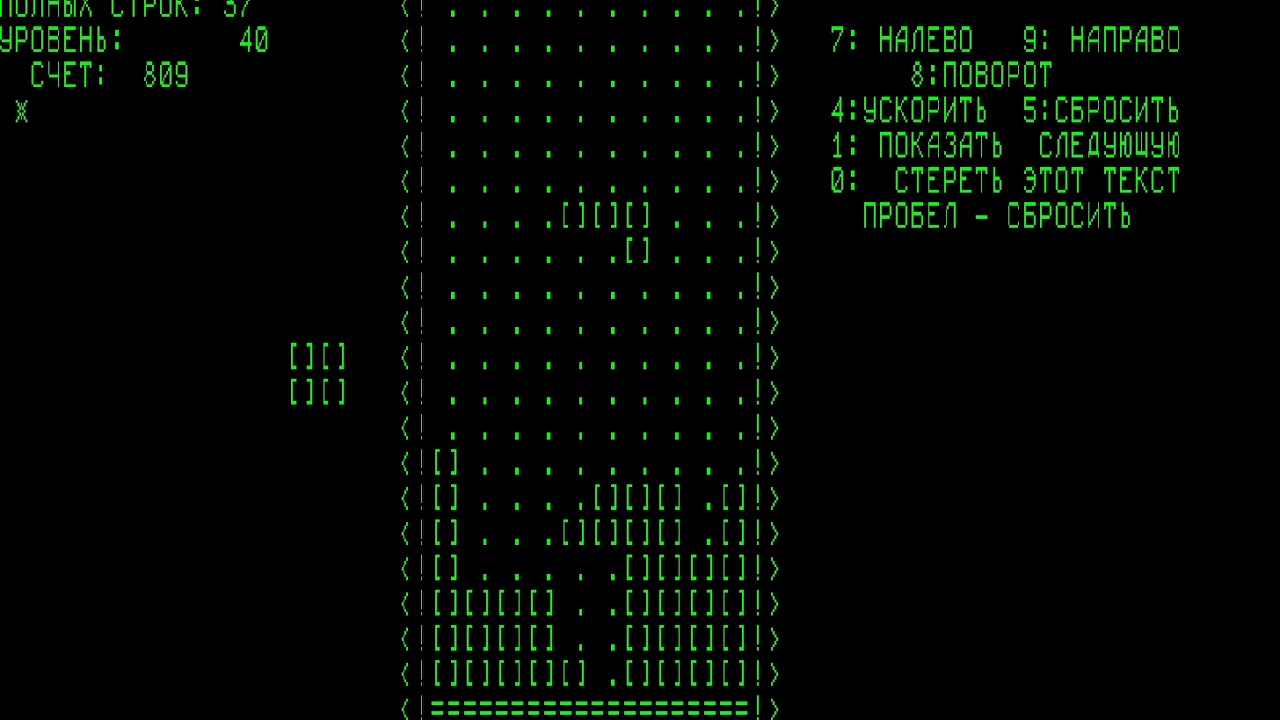 ПОЛНЫХ СТРОК: 37
УРОВЕНЬ: 40
СЧЕТ: 809
7: НАЛЕВО 9: НАПРАВО
8:ПОВОРОТ
4:УСКОРИТЬ 5:СБРОСИТЬ
1: ПОКАЗАТЬ СЛЕДУЮЩУЮ
0: СТЕРЕТЬ ЭТОТ ТЕКСТ
ПРОБЕЛ - СБРОСИТЬ